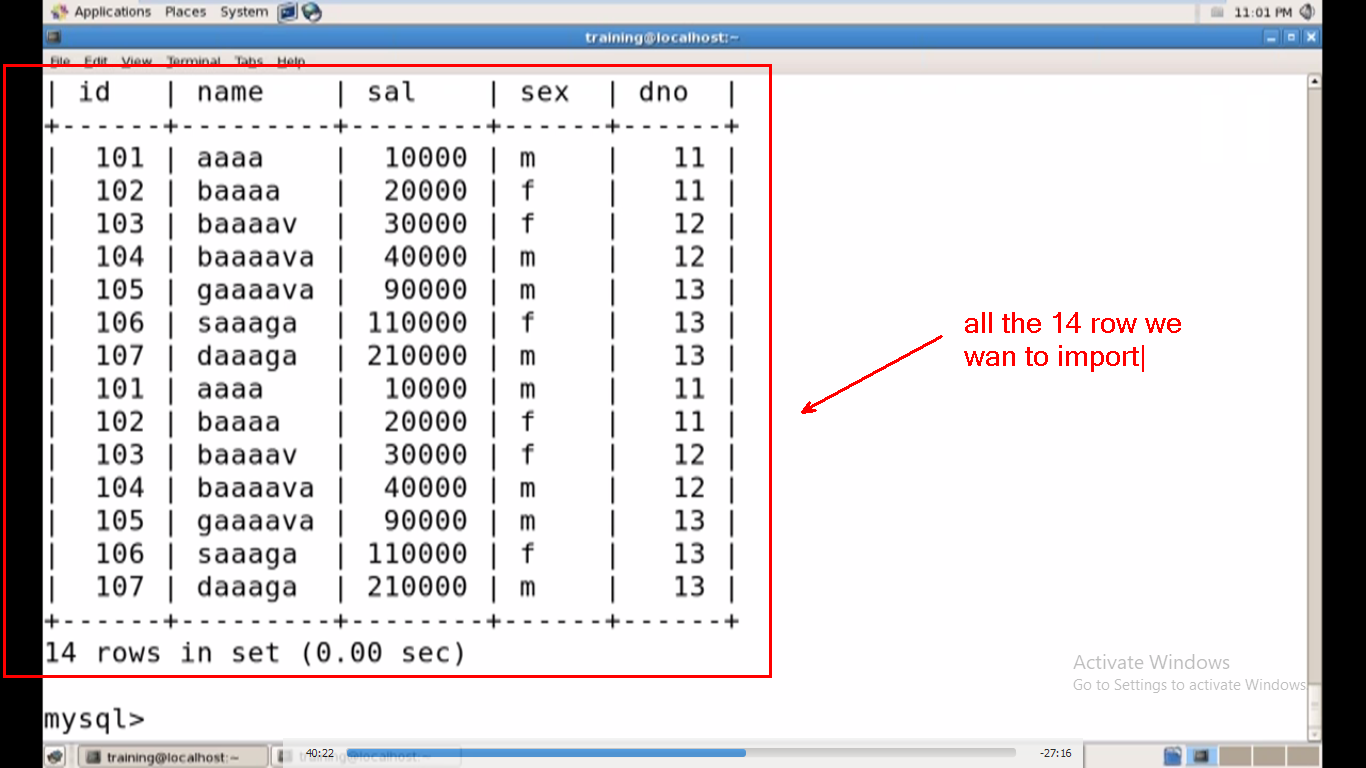 Applications Places System 11:01 PM
training@localhost:~
File Edit View Terminal Tabs Help
| id | name | sal | sex | dno |
+------+---------+--------+------+------+
| 101 | aaaa | 10000 | m | 11 |
| 102 | baaaa | 20000 | f | 11 |
| 103 | baaaav | 30000 | f | 12 |
| 104 | baaaava | 40000 | m | 12 |
| 105 | gaaaava | 90000 | m | 13 |
| 106 | saaaga | 110000 | f | 13 |
| 107 | daaaga | 210000 | m | 13 |
| 101 | aaaa | 10000 | m | 11 |
| 102 | baaaa | 20000 | f | 11 |
| 103 | baaaav | 30000 | f | 12 |
| 104 | baaaava | 40000 | m | 12 |
| 105 | gaaaava | 90000 | m | 13 |
| 106 | saaaga | 110000 | f | 13 |
| 107 | daaaga | 210000 | m | 13 |
+------+---------+--------+------+------+
14 rows in set (0.00 sec)
mysql>
all the 14 row we
wan to import
Activate Windows
Go to Settings to activate Windows
training@localhost:~ training@localhost:~
40:22 -27:16